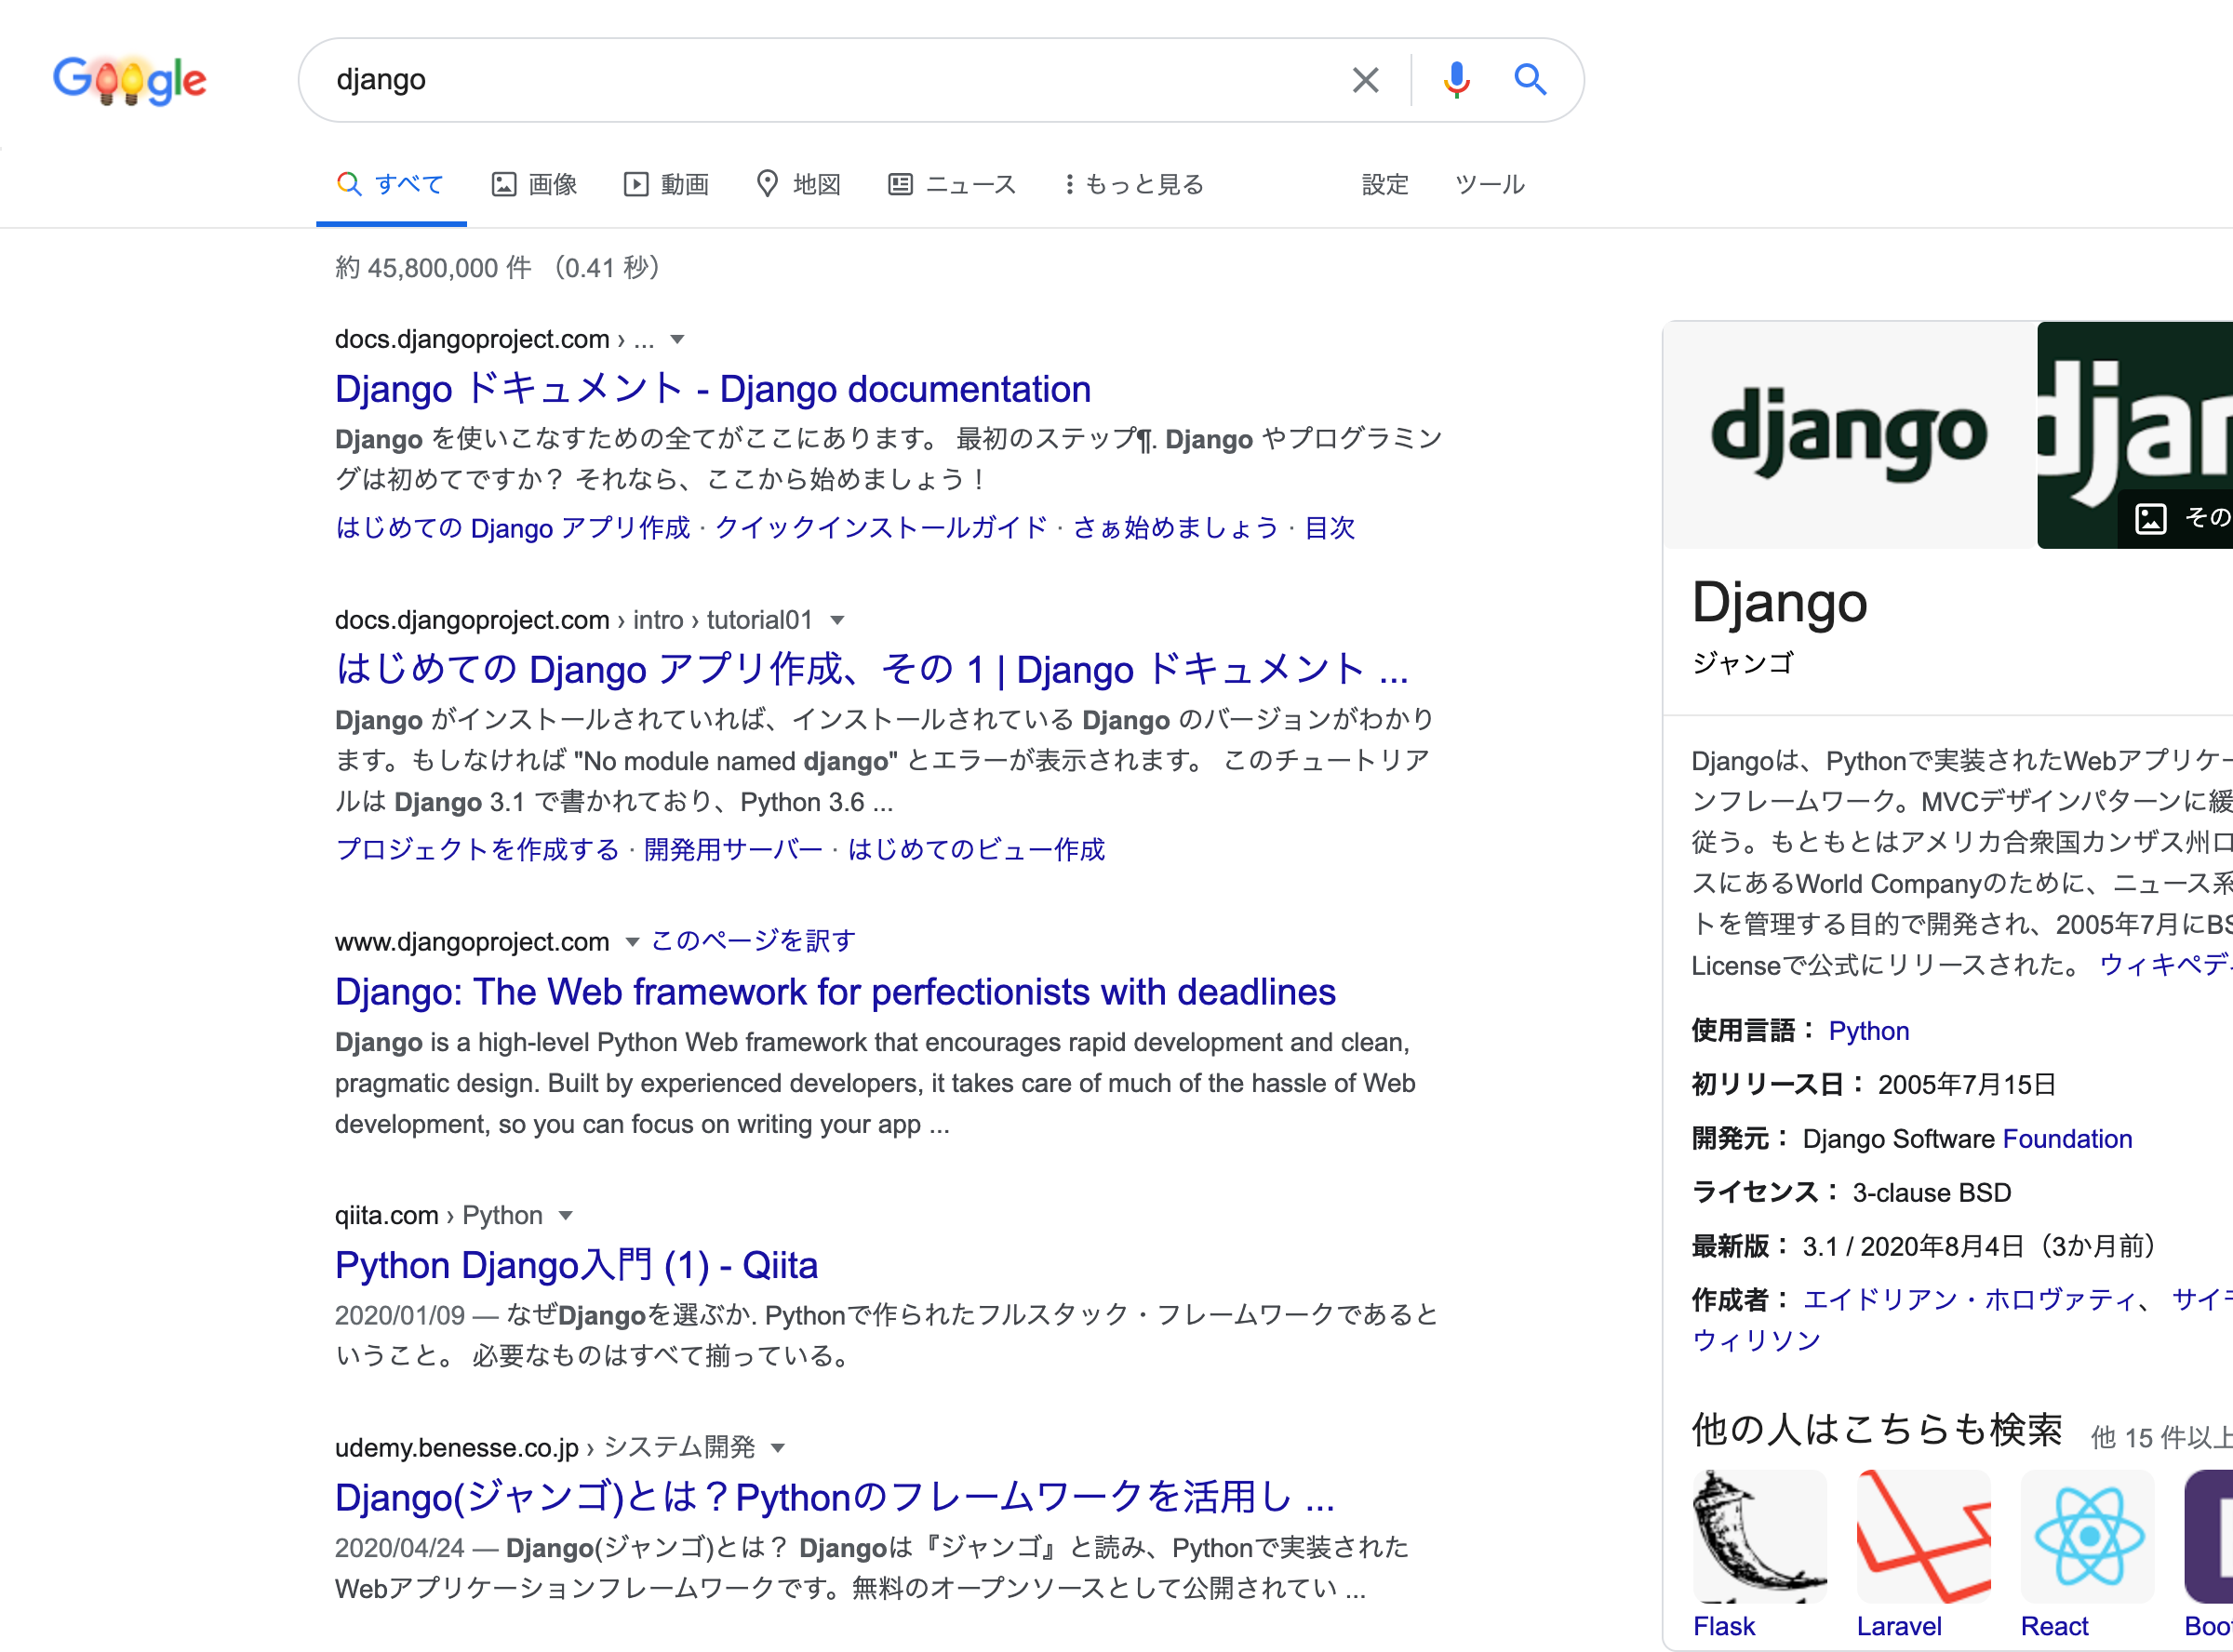 Google
django
すべて 画像 動画 地図 ニュース もっと見る 設定 ツール
約 45,800,000 件 （0.41 秒）
docs.djangoproject.com › ...
Django ドキュメント - Django documentation
Django を使いこなすための全てがここにあります。 最初のステップ¶. Django やプログラミン
グは初めてですか？ それなら、ここから始めましょう！
はじめての Django アプリ作成 · クイックインストールガイド · さぁ始めましょう · 目次
docs.djangoproject.com › intro › tutorial01
はじめての Django アプリ作成、その 1 | Django ドキュメント ...
Django がインストールされていれば、インストールされている Django のバージョンがわかり
ます。もしなければ "No module named django" とエラーが表示されます。 このチュートリア
ルは Django 3.1 で書かれており、Python 3.6 ...
プロジェクトを作成する · 開発用サーバー · はじめてのビュー作成
www.djangoproject.com このページを訳す
Django: The Web framework for perfectionists with deadlines
Django is a high-level Python Web framework that encourages rapid development and clean,
pragmatic design. Built by experienced developers, it takes care of much of the hassle of Web
development, so you can focus on writing your app ...
qiita.com › Python
Python Django入門 (1) - Qiita
2020/01/09 — なぜDjangoを選ぶか. Pythonで作られたフルスタック・フレームワークであると
いうこと。 必要なものはすべて揃っている。
udemy.benesse.co.jp › システム開発
Django(ジャンゴ)とは？Pythonのフレームワークを活用し ...
2020/04/24 — Django(ジャンゴ)とは？ Djangoは『ジャンゴ』と読み、Pythonで実装された
Webアプリケーションフレームワークです。無料のオープンソースとして公開されてい ...
django
djan
その
Django
ジャンゴ
Djangoは、Pythonで実装されたWebアプリケー
ンフレームワーク。MVCデザインパターンに緩
従う。もともとはアメリカ合衆国カンザス州ロ
スにあるWorld Companyのために、ニュース系
トを管理する目的で開発され、2005年7月にBS
Licenseで公式にリリースされた。 ウィキペデ
使用言語： Python
初リリース日： 2005年7月15日
開発元： Django Software Foundation
ライセンス： 3-clause BSD
最新版： 3.1 / 2020年8月4日（3か月前）
作成者： エイドリアン・ホロヴァティ、 サイモ
ウィリソン
他の人はこちらも検索 他 15 件以上
Flask Laravel React Boo